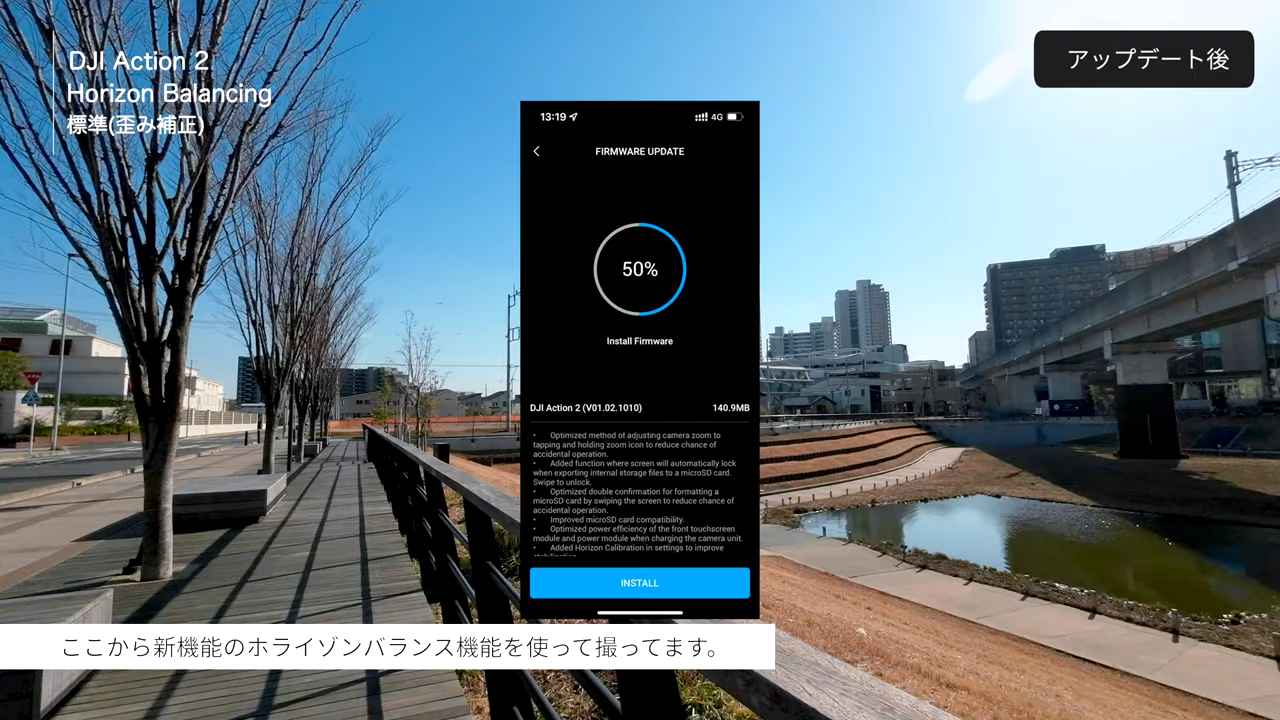 DJI Action 2
Horizon Balancing
標準(歪み補正)
アップデート後
13:19
4G
FIRMWARE UPDATE
50%
Install Firmware
DJI Action 2 (V01.02.1010) 140.9MB
• Optimized method of adjusting camera zoom to
tapping and holding zoom icon to reduce chance of
accidental operation.
• Added function where screen will automatically lock
when exporting internal storage files to a microSD card.
Swipe to unlock.
• Optimized double confirmation for formatting a
microSD card by swiping the screen to reduce chance of
accidental operation.
• Improved microSD card compatibility.
• Optimized power efficiency of the front touchscreen
module and power module when charging the camera unit.
• Added Horizon Calibration in settings to improve
INSTALL
ここから新機能のホライゾンバランス機能を使って撮ってます。